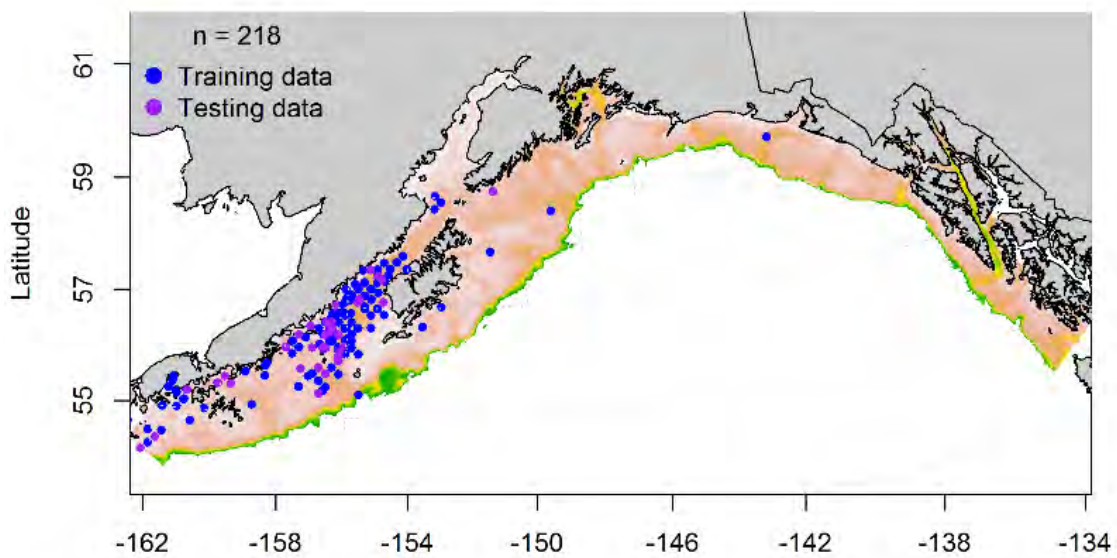 n = 218
Training data
Testing data
Latitude
61
59
57
55
-162 -158 -154 -150 -146 -142 -138 -134